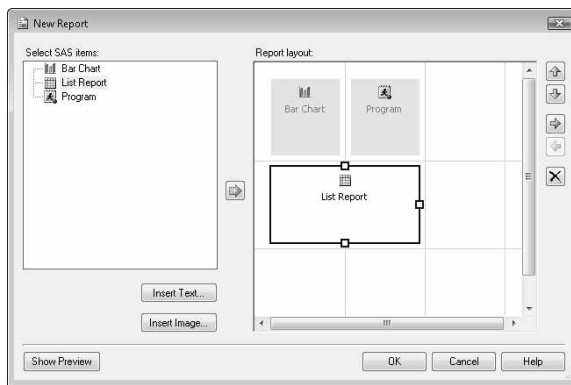 New Report
Select SAS items:
Bar Chart
List Report
Program
Report layout:
Bar Chart
Program
List Report
Insert Text...
Insert Image...
Show Preview
OK
Cancel
Help